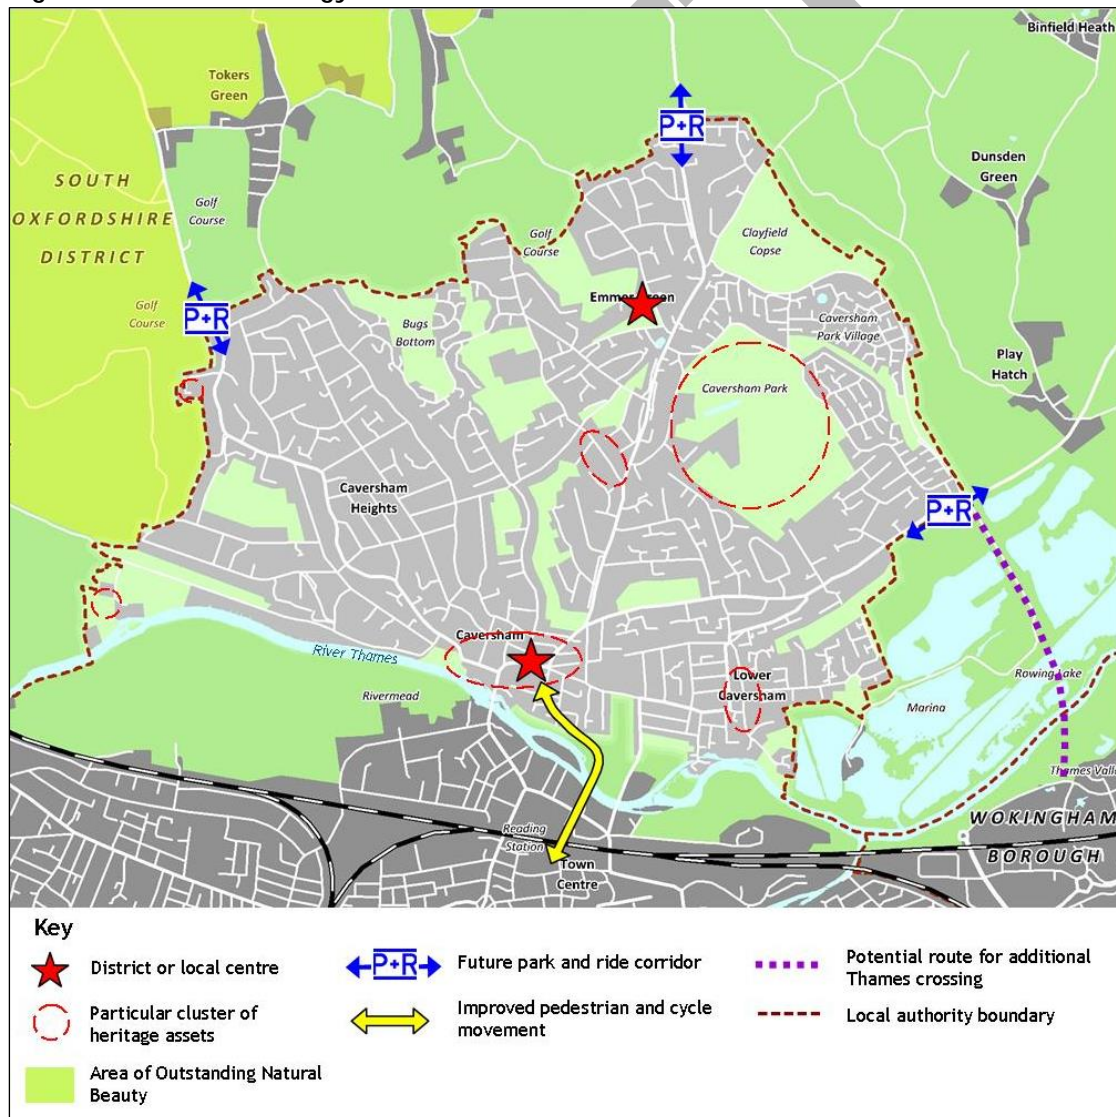 Binfield Heath
Tokers
Green
P+R
Dunsden
Green
SOUTH
OXFORDSHIRE
DISTRICT
Golf
Course
Golf
Course
Clayfield
Copse
Emmer Green
Golf
Course
P+R
Bugs
Bottom
Caversham
Park Village
Play
Hatch
Caversham Park
Caversham
Heights
P+R
Caversham
River Thames
Rivermead
Lower
Caversham
Rowing Lake
Marina
Thames Vall
WOKINGHAM
BOROUGH
Reading
Station
Town
Centre
Key
District or local centre
Particular cluster of
heritage assets
Area of Outstanding Natural
Beauty
P+R
Future park and ride corridor
Improved pedestrian and cycle
movement
Potential route for additional
Thames crossing
Local authority boundary